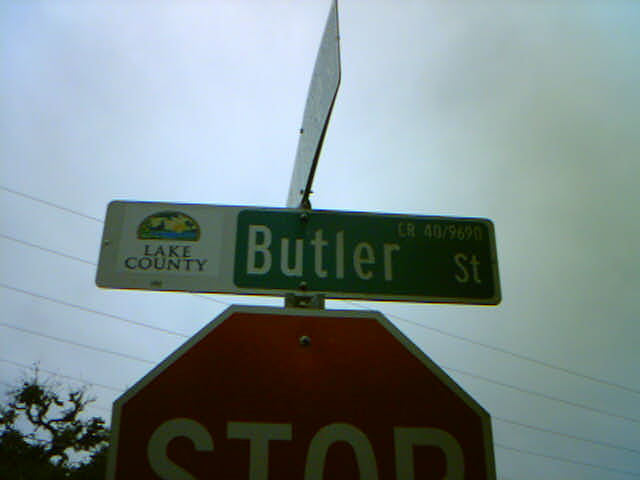 LAKE
COUNTY
CR 40/9690
Butler St
STOP